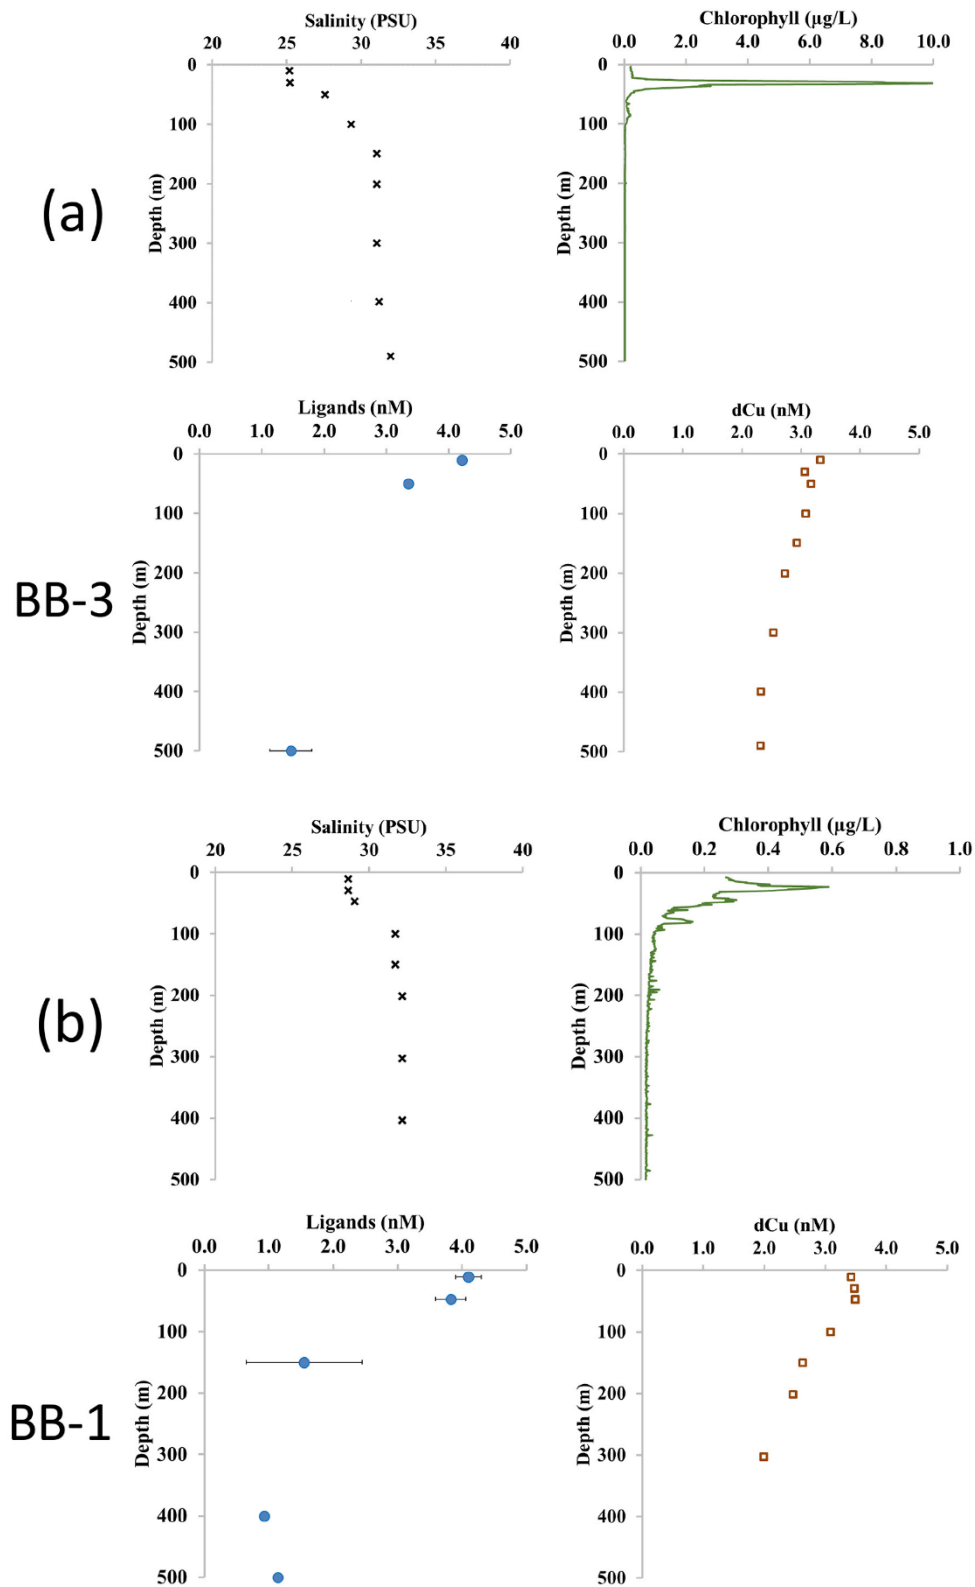 Salinity (PSU)
20 25 30 35 40
0
100
200
300
400
500
Depth (m)
Chlorophyll (µg/L)
0.0 2.0 4.0 6.0 8.0 10.0
0
100
200
300
400
500
Depth (m)
(a)
Ligands (nM)
0.0 1.0 2.0 3.0 4.0 5.0
0
100
200
300
400
500
Depth (m)
dCu (nM)
0.0 1.0 2.0 3.0 4.0 5.0
0
100
200
300
400
500
Depth (m)
BB-3
Salinity (PSU)
20 25 30 35 40
0
100
200
300
400
500
Depth (m)
Chlorophyll (µg/L)
0.0 0.2 0.4 0.6 0.8 1.0
0
100
200
300
400
500
Depth (m)
(b)
Ligands (nM)
0.0 1.0 2.0 3.0 4.0 5.0
0
100
200
300
400
500
Depth (m)
dCu (nM)
0.0 1.0 2.0 3.0 4.0 5.0
0
100
200
300
400
500
Depth (m)
BB-1